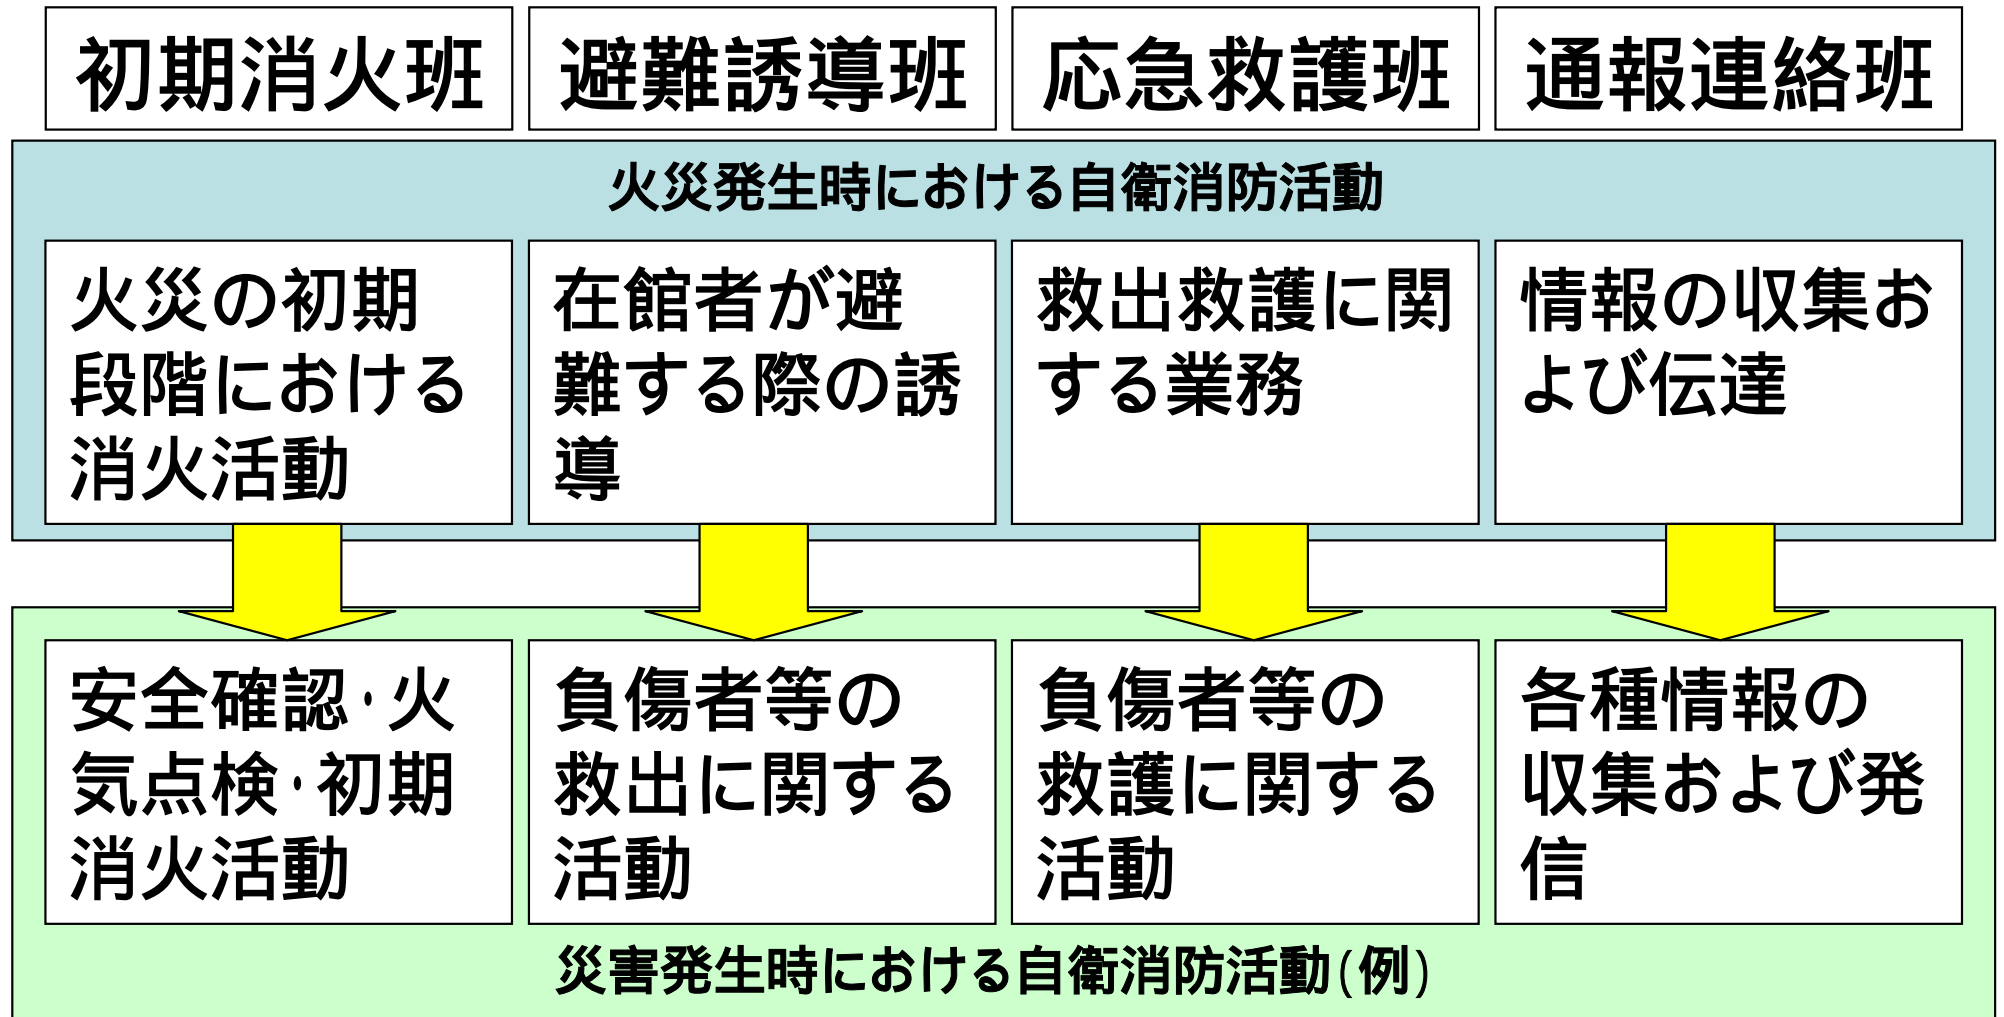 初期消火班
避難誘導班
応急救護班
通報連絡班
火災発生時における自衛消防活動
火災の初期
段階における
消火活動
在館者が避
難する際の誘
導
救出救護に関
する業務
情報の収集お
よび伝達
安全確認・火
気点検・初期
消火活動
負傷者等の
救出に関する
活動
負傷者等の
救護に関する
活動
各種情報の
収集および発
信
災害発生時における自衛消防活動(例)